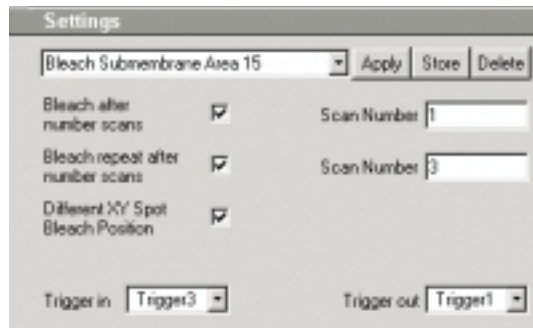 Settings
Bleach Submembrane Area 15 Apply Store Delete
Bleach after
number scans
Scan Number 1
Bleach repeat after
number scans
Scan Number 3
Different XY Spot
Bleach Position
Trigger in Trigger3 Trigger out Trigger1